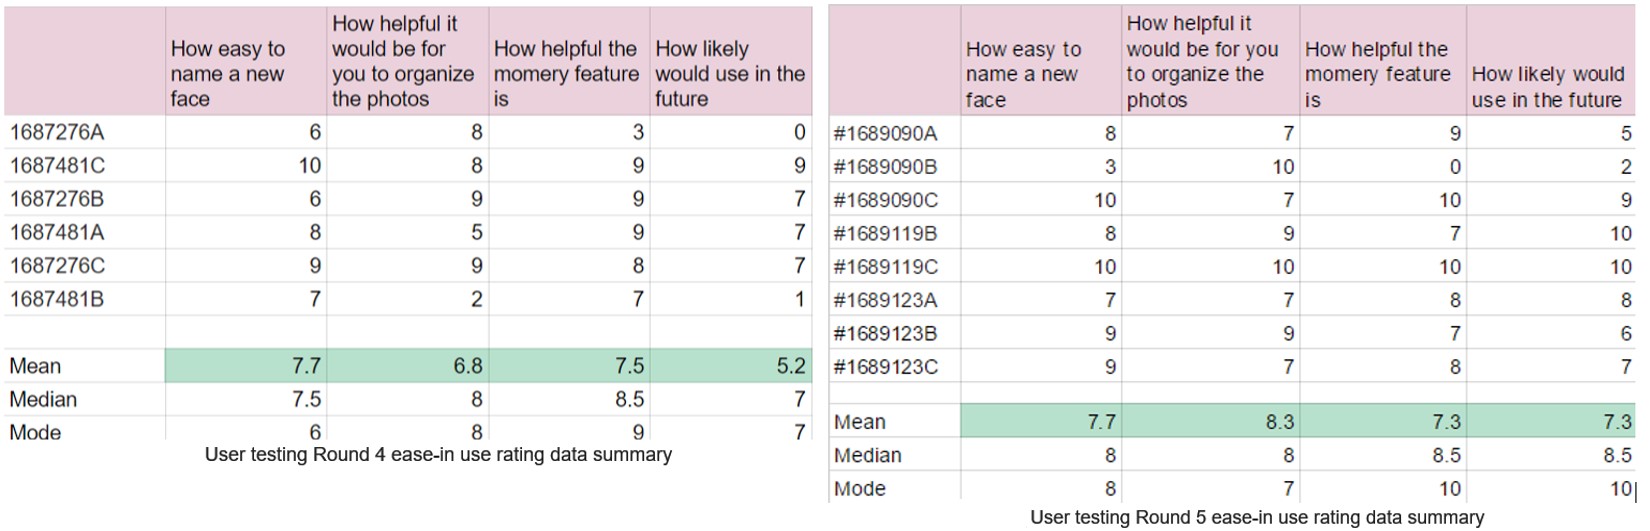 How easy to
name a new
face
How helpful it
would be for
you to organize
the photos
How helpful the
momery feature
is
How likely
would use in the
future
1687276A 6 8 3 0
1687481C 10 8 9 9
1687276B 6 9 9 7
1687481A 8 5 9 7
1687276C 9 9 8 7
1687481B 7 2 7 1
Mean 7.7 6.8 7.5 5.2
Median 7.5 8 8.5 7
Mode 6 8 9 7
User testing Round 4 ease-in use rating data summary
How easy to
name a new
face
How helpful it
would be for you
to organize the
photos
How helpful the
momery feature
is
How likely would
use in the future
#1689090A 8 7 9 5
#1689090B 3 10 0 2
#1689090C 10 7 10 9
#1689119B 8 9 7 10
#1689119C 10 10 10 10
#1689123A 7 7 8 8
#1689123B 9 9 7 6
#1689123C 9 7 8 7
Mean 7.7 8.3 7.3 7.3
Median 8 8 8.5 8.5
Mode 8 7 10 10
User testing Round 5 ease-in use rating data summary